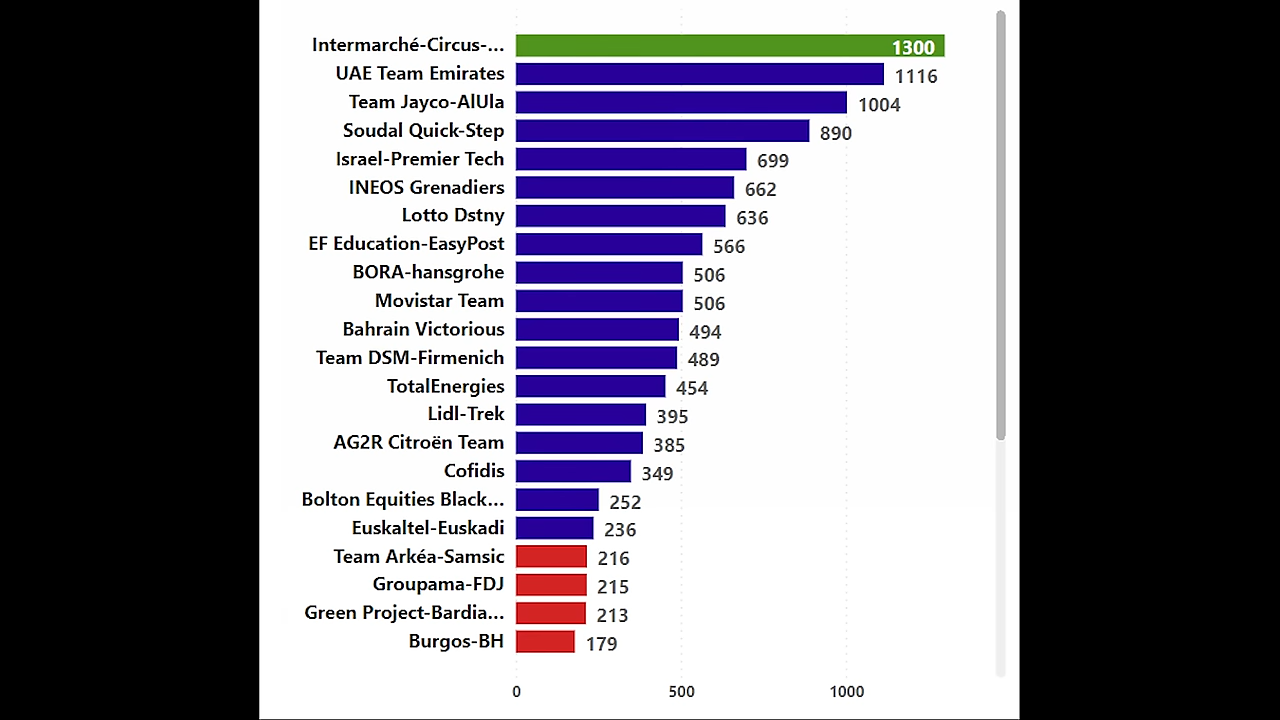 Intermarché-Circus-... 1300
UAE Team Emirates 1116
Team Jayco-AlUla 1004
Soudal Quick-Step 890
Israel-Premier Tech 699
INEOS Grenadiers 662
Lotto Dstny 636
EF Education-EasyPost 566
BORA-hansgrohe 506
Movistar Team 506
Bahrain Victorious 494
Team DSM-Firmenich 489
TotalEnergies 454
Lidl-Trek 395
AG2R Citroën Team 385
Cofidis 349
Bolton Equities Black... 252
Euskaltel-Euskadi 236
Team Arkéa-Samsic 216
Groupama-FDJ 215
Green Project-Bardia... 213
Burgos-BH 179
0 500 1000